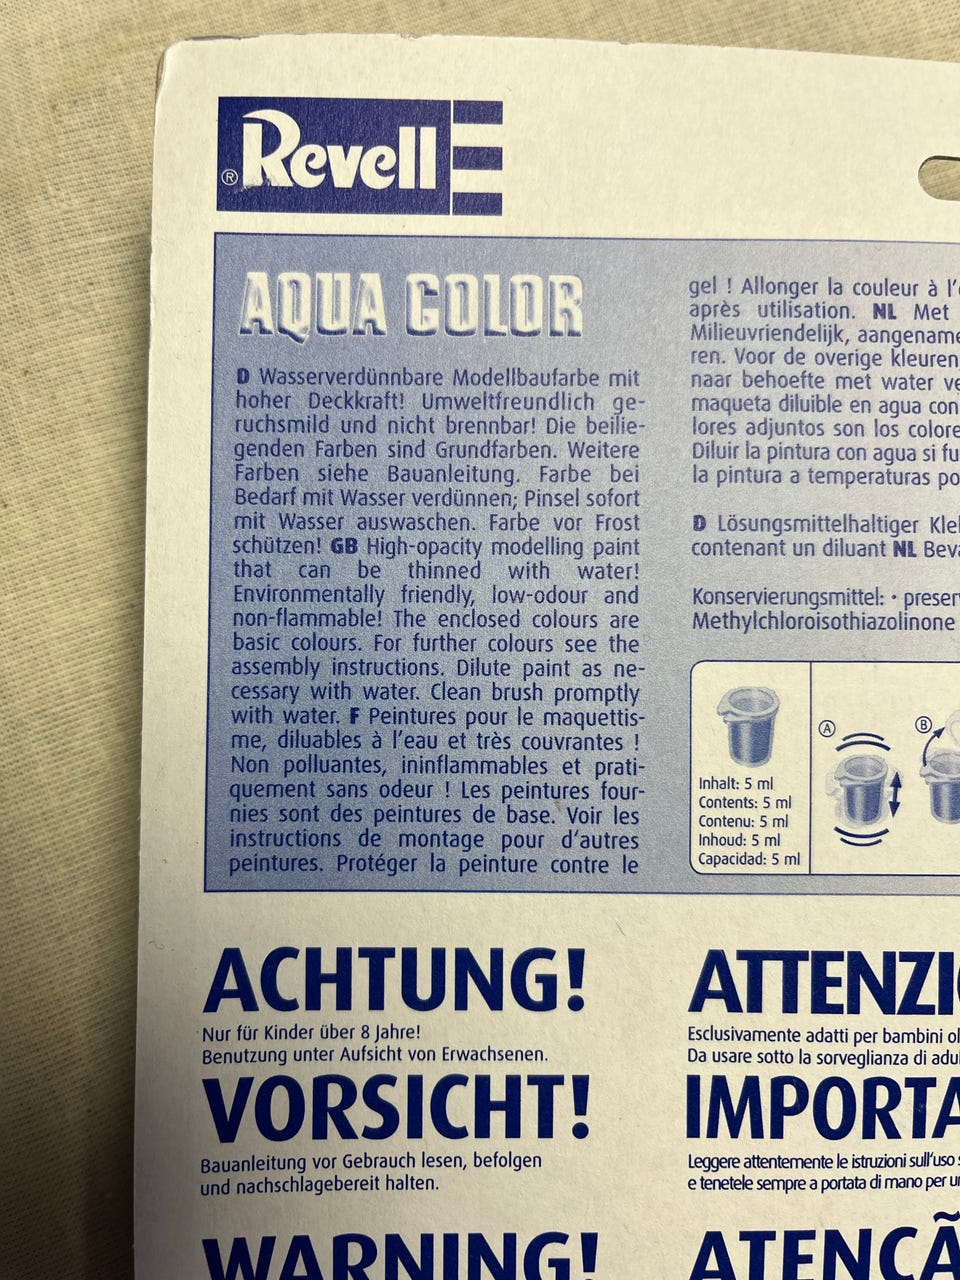 ® Revell
AQUA COLOR
D Wasserverdünnbare Modellbaufarbe mit
hoher Deckkraft! Umweltfreundlich ge-
ruchsmild und nicht brennbar! Die beilie-
genden Farben sind Grundfarben. Weitere
Farben siehe Bauanleitung. Farbe bei
Bedarf mit Wasser verdünnen; Pinsel sofort
mit Wasser auswaschen. Farbe vor Frost
schützen! GB High-opacity modelling paint
that can be thinned with water!
Environmentally friendly, low-odour and
non-flammable! The enclosed colours are
basic colours. For further colours see the
assembly instructions. Dilute paint as ne-
cessary with water. Clean brush promptly
with water. F Peintures pour le maquettis-
me, diluables à l'eau et très couvrantes !
Non polluantes, ininflammables et prati-
quement sans odeur ! Les peintures four-
nies sont des peintures de base. Voir les
instructions de montage pour d'autres
peintures. Protéger la peinture contre le
gel ! Allonger la couleur à l'
après utilisation. NL Met
Milieuvriendelijk, aangename
ren. Voor de overige kleuren,
naar behoefte met water ve
maqueta diluible en agua con
lores adjuntos son los colore
Diluir la pintura con agua si fu
la pintura a temperaturas po
D Lösungsmittelhaltiger Kle
contenant un diluant NL Beva
Konservierungsmittel: · preserv
Methylchloroisothiazolinone
Inhalt: 5 ml
Contents: 5 ml
Contenu: 5 ml
Inhoud: 5 ml
Capacidad: 5 ml
A
B
ACHTUNG!
Nur für Kinder über 8 Jahre!
Benutzung unter Aufsicht von Erwachsenen.
VORSICHT!
Bauanleitung vor Gebrauch lesen, befolgen
und nachschlagebereit halten.
WARNING!
ATTENZI
Esclusivamente adatti per bambini ol
Da usare sotto la sorveglianza di adul
IMPORTA
Leggere attentemente le istruzioni sull'uso
e tenetele sempre a portata di mano per
ATENÇÃ